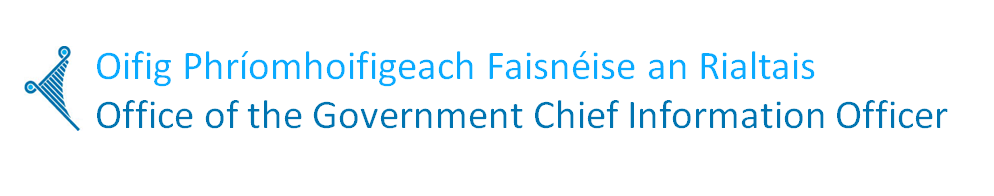 Oifig Phríomhoifigeach Faisnéise an Rialtais
Office of the Government Chief Information Officer